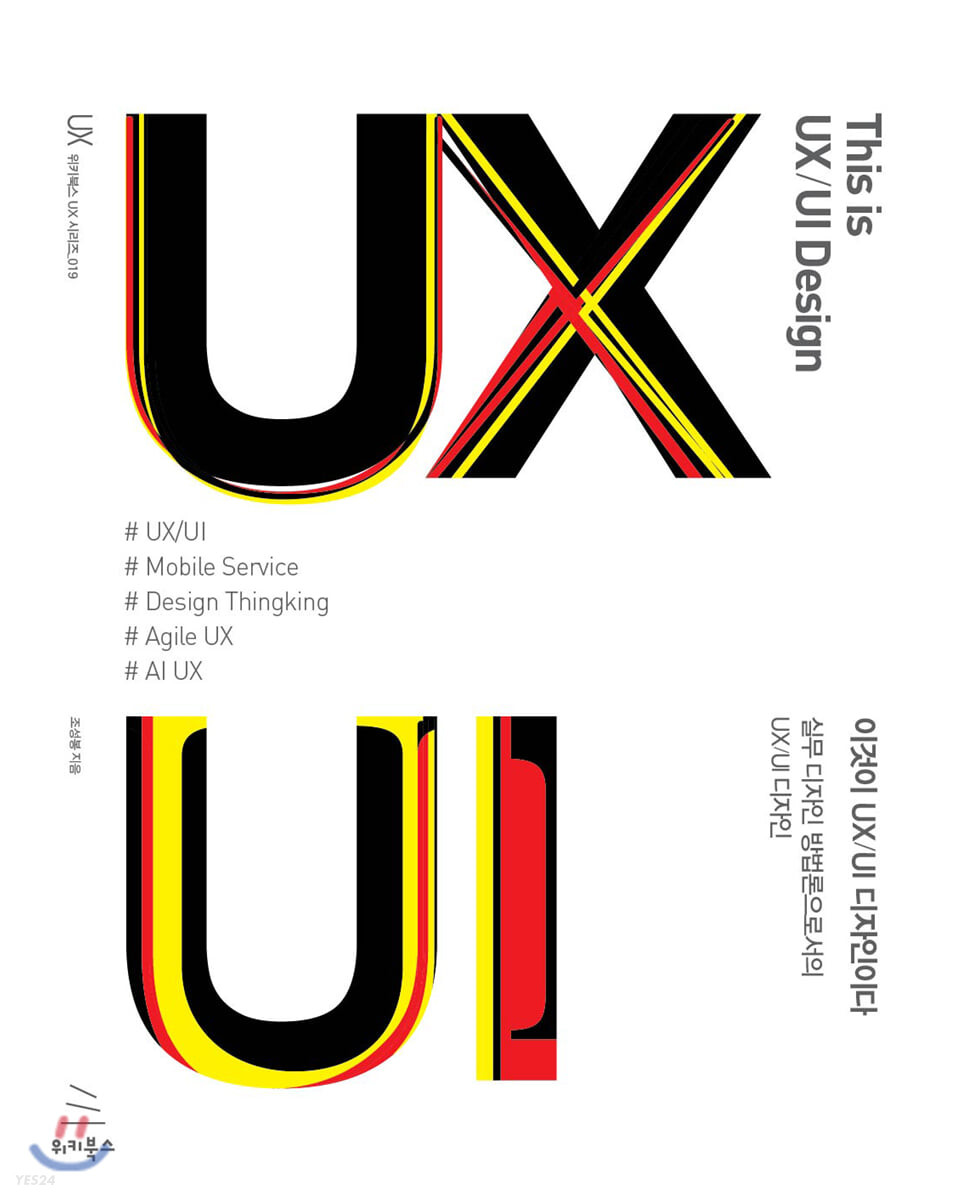 UX 위키북스 UX 시리즈_019
UX
This is
UX/UI Design
# UX/UI
# Mobile Service
# Design Thingking
# Agile UX
# AI UX
조성봉 지음
UI
이것이 UX/UI 디자인이다
실무 디자인 방법론으로서의
UX/UI 디자인
위키북스
YES24